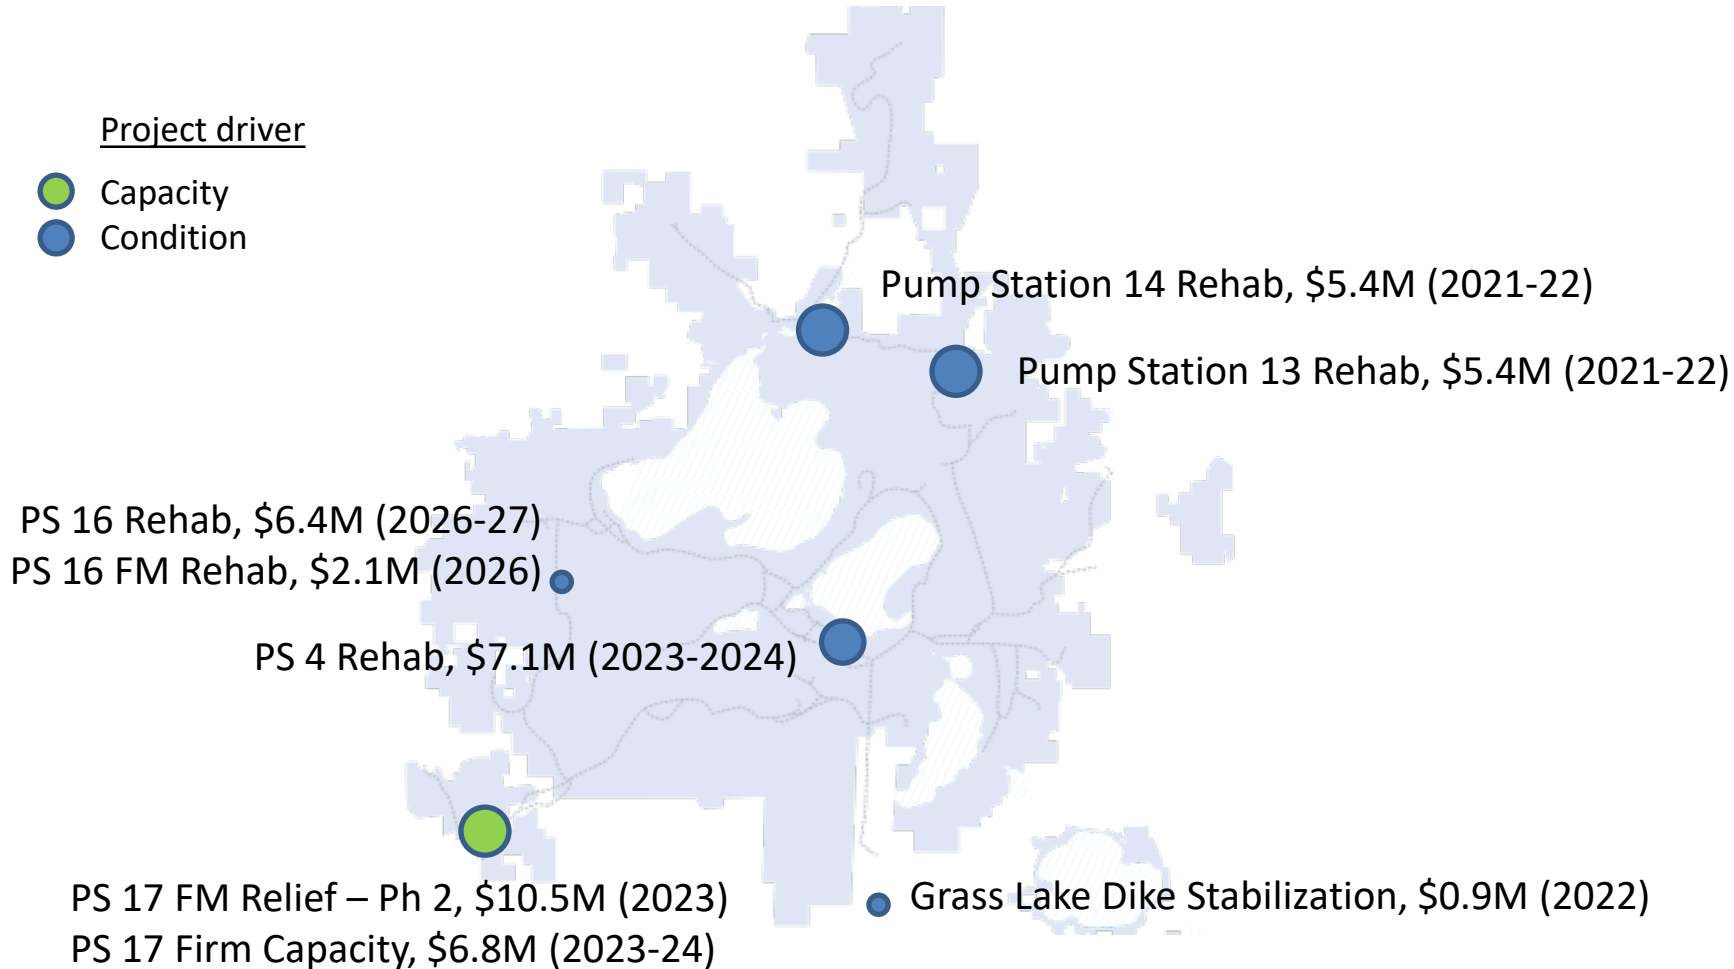 Project driver
Capacity
Condition
Pump Station 14 Rehab, $5.4M (2021-22)
Pump Station 13 Rehab, $5.4M (2021-22)
PS 16 Rehab, $6.4M (2026-27)
PS 16 FM Rehab, $2.1M (2026)
PS 4 Rehab, $7.1M (2023-2024)
PS 17 FM Relief – Ph 2, $10.5M (2023)
PS 17 Firm Capacity, $6.8M (2023-24)
Grass Lake Dike Stabilization, $0.9M (2022)